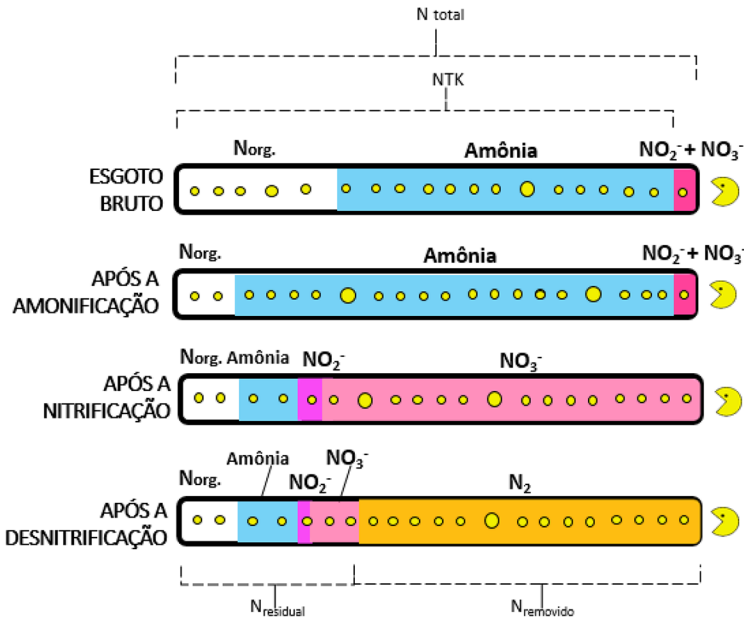 N total
NTK
Norg. Amônia NO₂⁻ + NO₃⁻
ESGOTO
BRUTO
Norg. Amônia NO₂⁻ + NO₃⁻
APÓS A
AMONIFICAÇÃO
Norg. Amônia NO₂⁻ NO₃⁻
APÓS A
NITRIFICAÇÃO
Norg. Amônia NO₂⁻ NO₃⁻ N₂
APÓS A
DESNITRIFICAÇÃO
Nresidual Nremovido